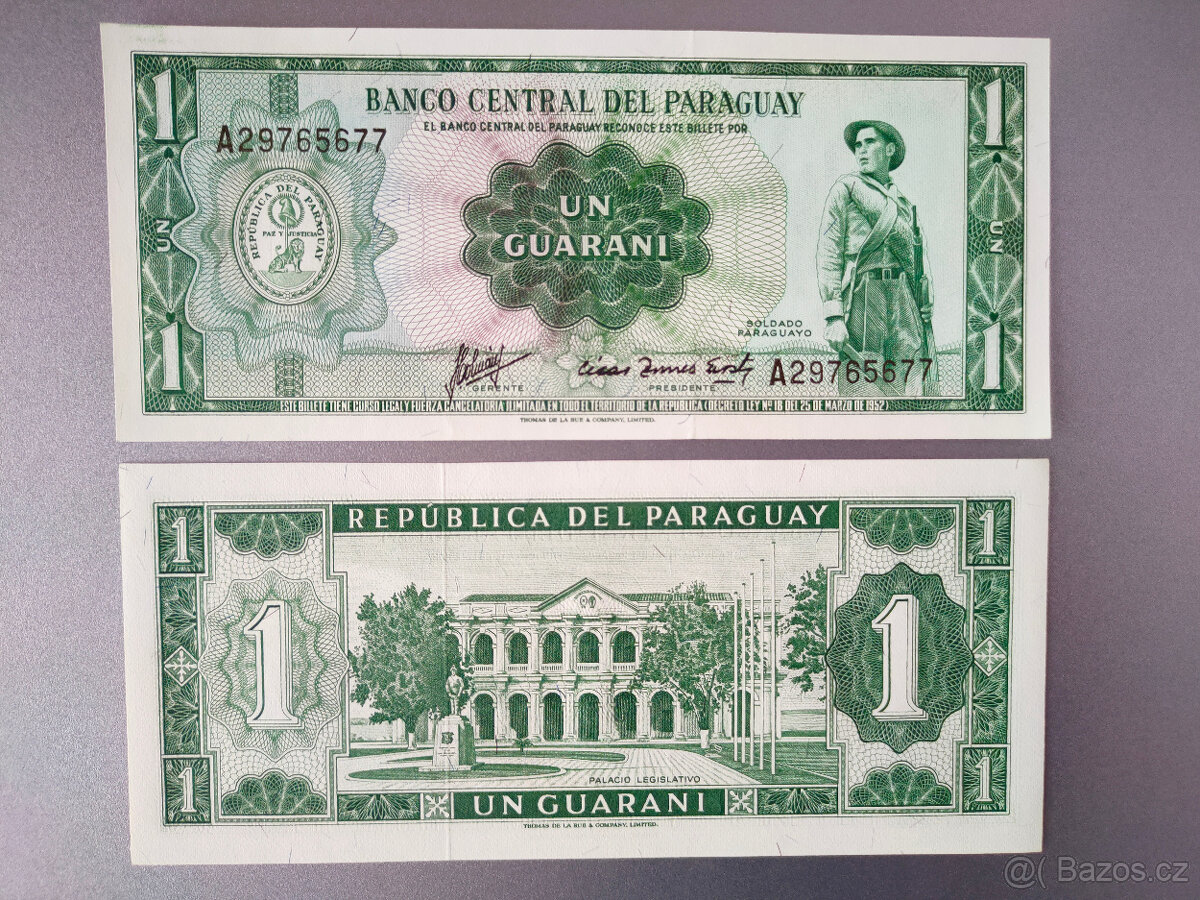 1
1
BANCO CENTRAL DEL PARAGUAY
EL BANCO CENTRAL DEL PARAGUAY RECONOCE ESTE BILLETE POR
A29765677
REPÚBLICA DEL PARAGUAY
PAZ Y JUSTICIA
UN
UN
UN
GUARANI
SOLDADO
PARAGUAYO
1
1
GERENTE
PRESIDENTE
A29765677
ESTE BILLETE TIENE CURSO LEGAL Y FUERZA CANCELATORIA ILIMITADA EN TODO EL TERRITORIO DE LA REPUBLICA (DECRETO LEY Nº 18 DEL 25 DE MARZO DE 1952)
THOMAS DE LA RUE & COMPANY, LIMITED.
1
REPÚBLICA DEL PARAGUAY
1
1
1
PALACIO LEGISLATIVO
1
UN GUARANI
1
THOMAS DE LA RUE & COMPANY, LIMITED.
@( Bazos.cz